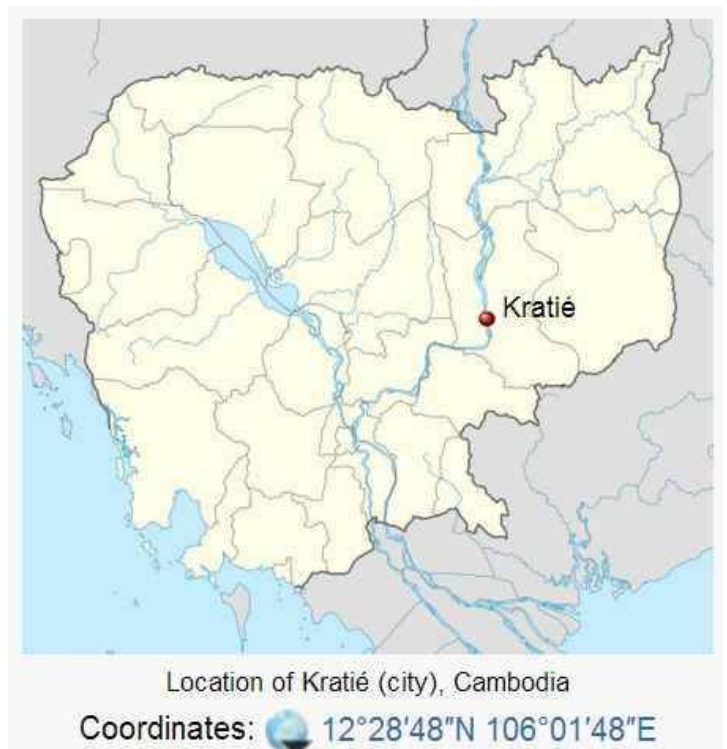 Kratié
Location of Kratié (city), Cambodia
Coordinates: 12°28′48″N 106°01′48″E